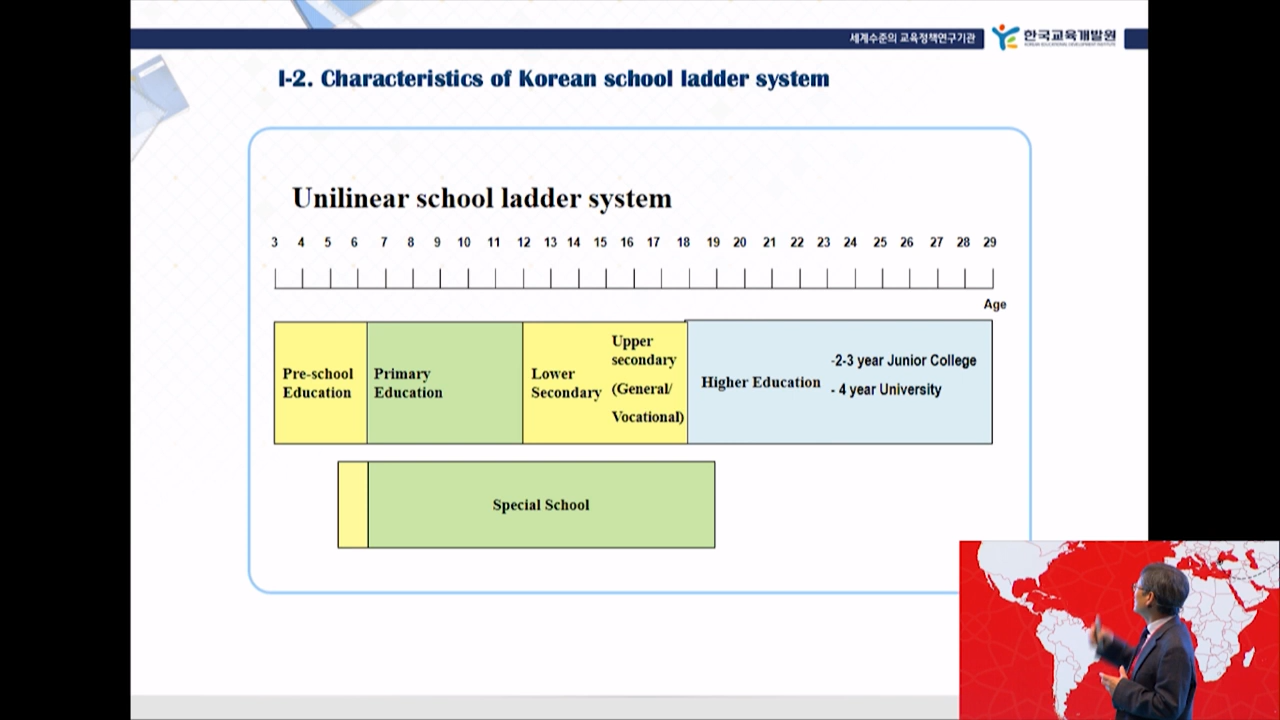 세계수준의 교육정책연구기관
한국교육개발원
KOREAN EDUCATIONAL DEVELOPMENT INSTITUTE
I-2. Characteristics of Korean school ladder system
Unilinear school ladder system
3 4 5 6 7 8 9 10 11 12 13 14 15 16 17 18 19 20 21 22 23 24 25 26 27 28 29
Age
Pre-school
Education
Primary
Education
Lower
Secondary
Upper
secondary
(General/
Vocational)
Higher Education
-2-3 year Junior College
- 4 year University
Special School